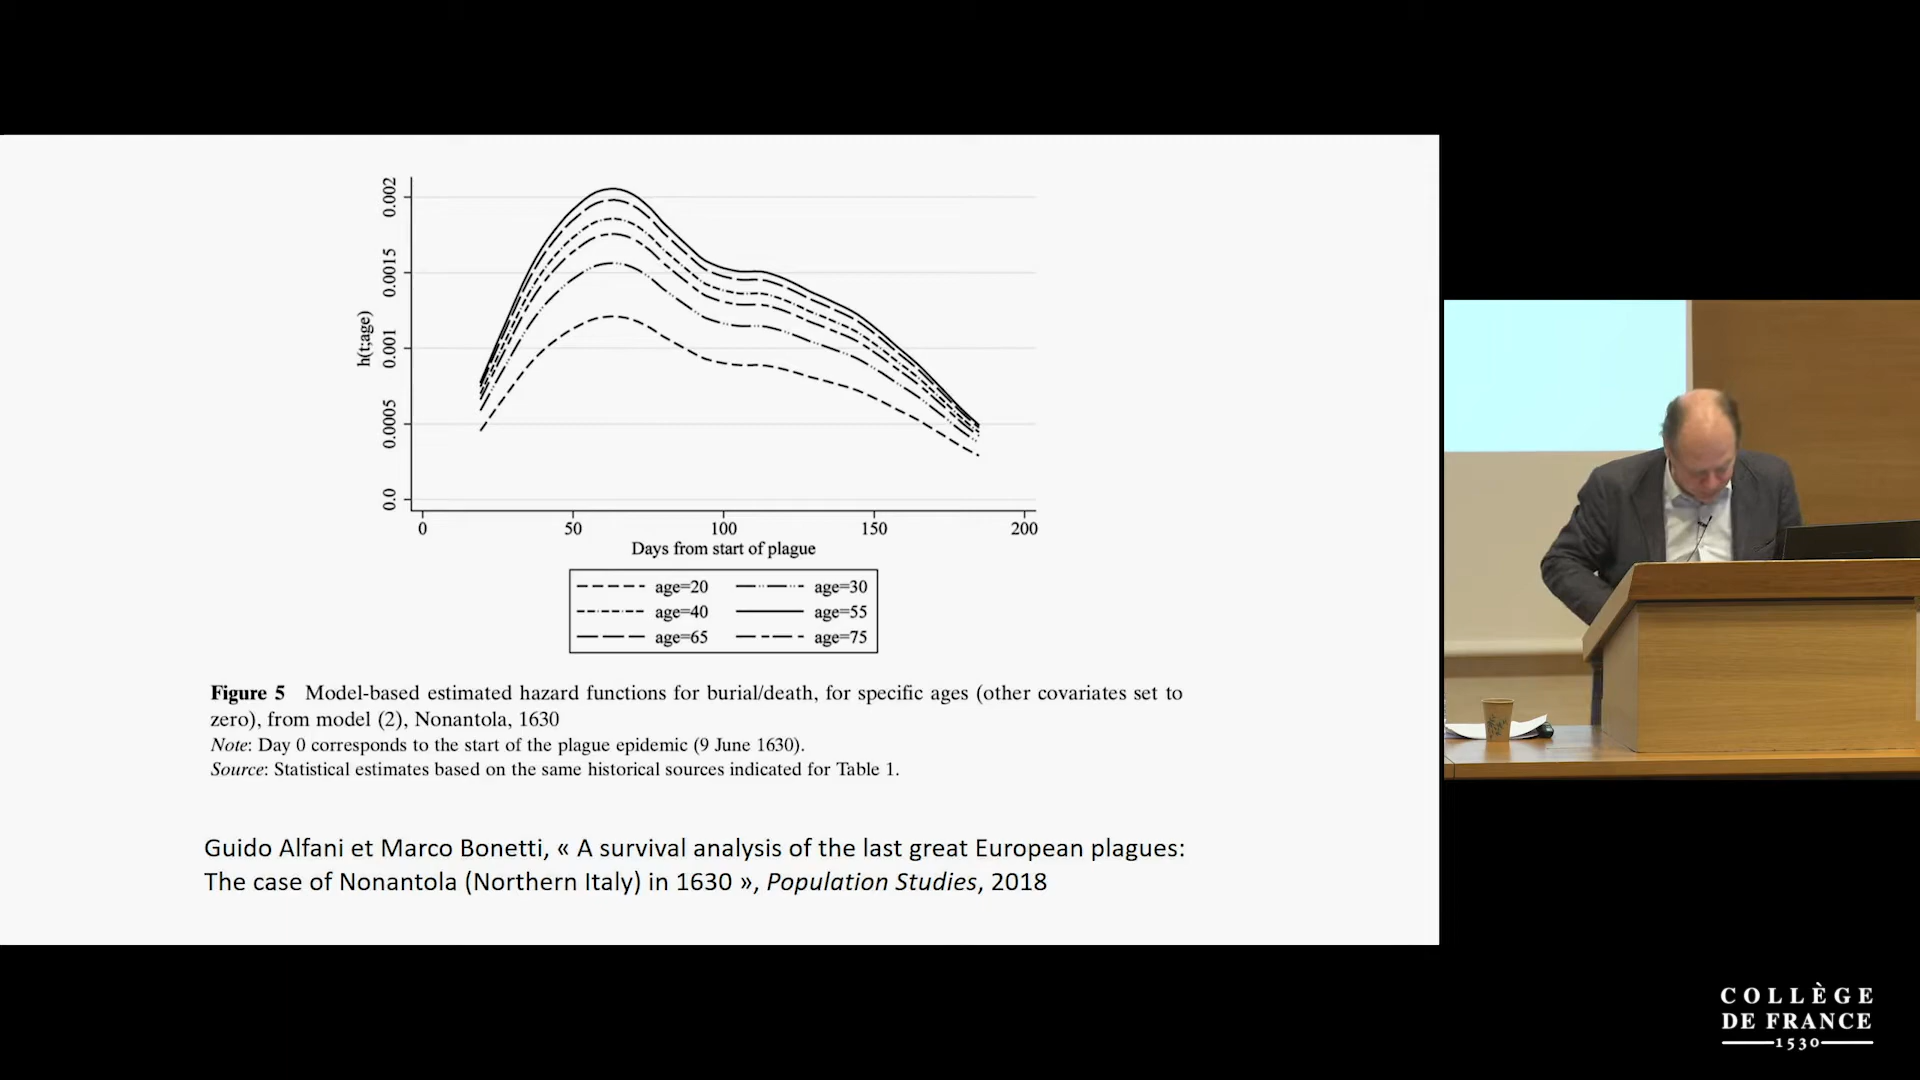 0.002
0.0015
0.001
0.0005
0.0
h(t;age)
0 50 100 150 200
Days from start of plague
age=20 age=30
age=40 age=55
age=65 age=75
Figure 5 Model-based estimated hazard functions for burial/death, for specific ages (other covariates set to
zero), from model (2), Nonantola, 1630
Note: Day 0 corresponds to the start of the plague epidemic (9 June 1630).
Source: Statistical estimates based on the same historical sources indicated for Table 1.
Guido Alfani et Marco Bonetti, « A survival analysis of the last great European plagues:
The case of Nonantola (Northern Italy) in 1630 », Population Studies, 2018
COLLÈGE
DE FRANCE
1530